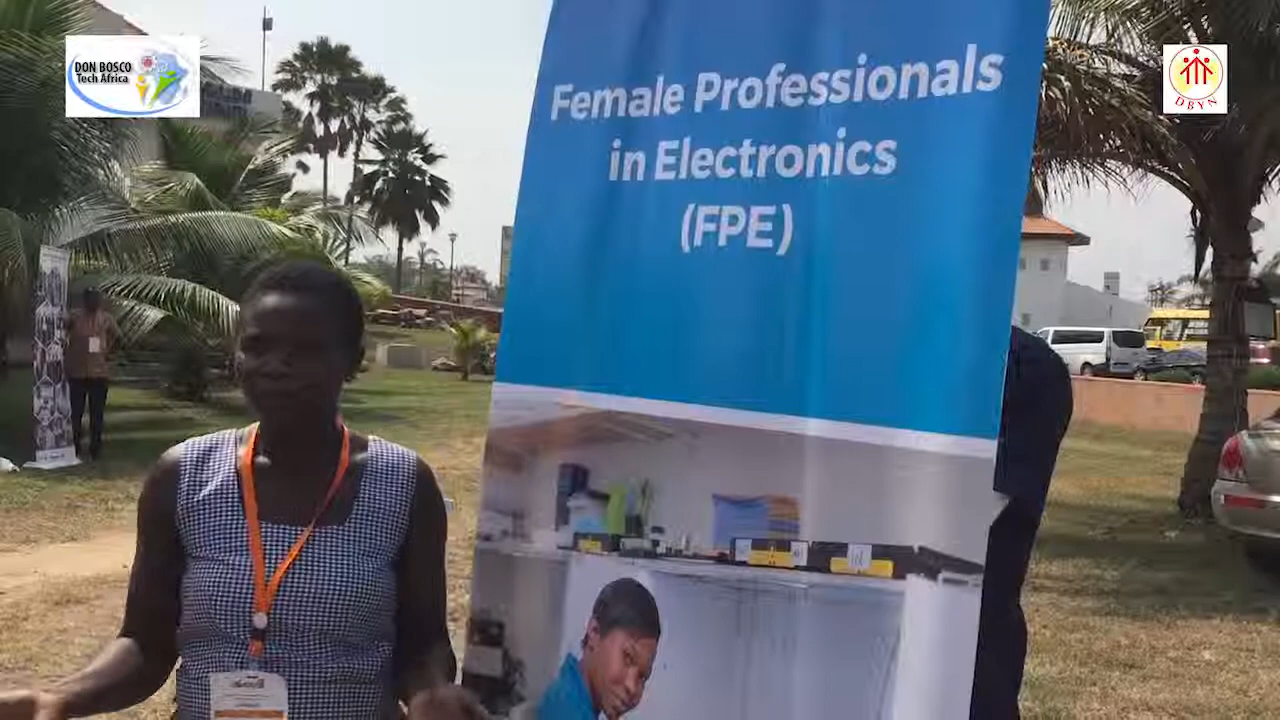 DON BOSCO
Tech Africa
DBYN
Female Professionals
in Electronics
(FPE)